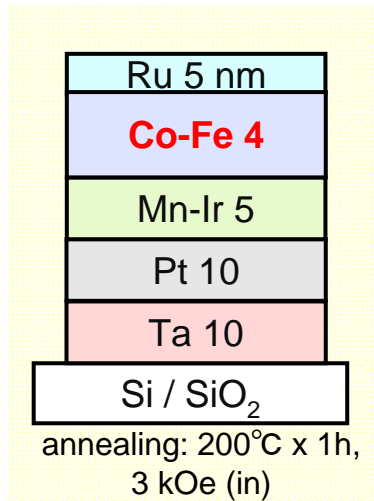 Ru 5 nm
Co-Fe 4
Mn-Ir 5
Pt 10
Ta 10
Si / SiO₂
annealing: 200℃ x 1h,
3 kOe (in)